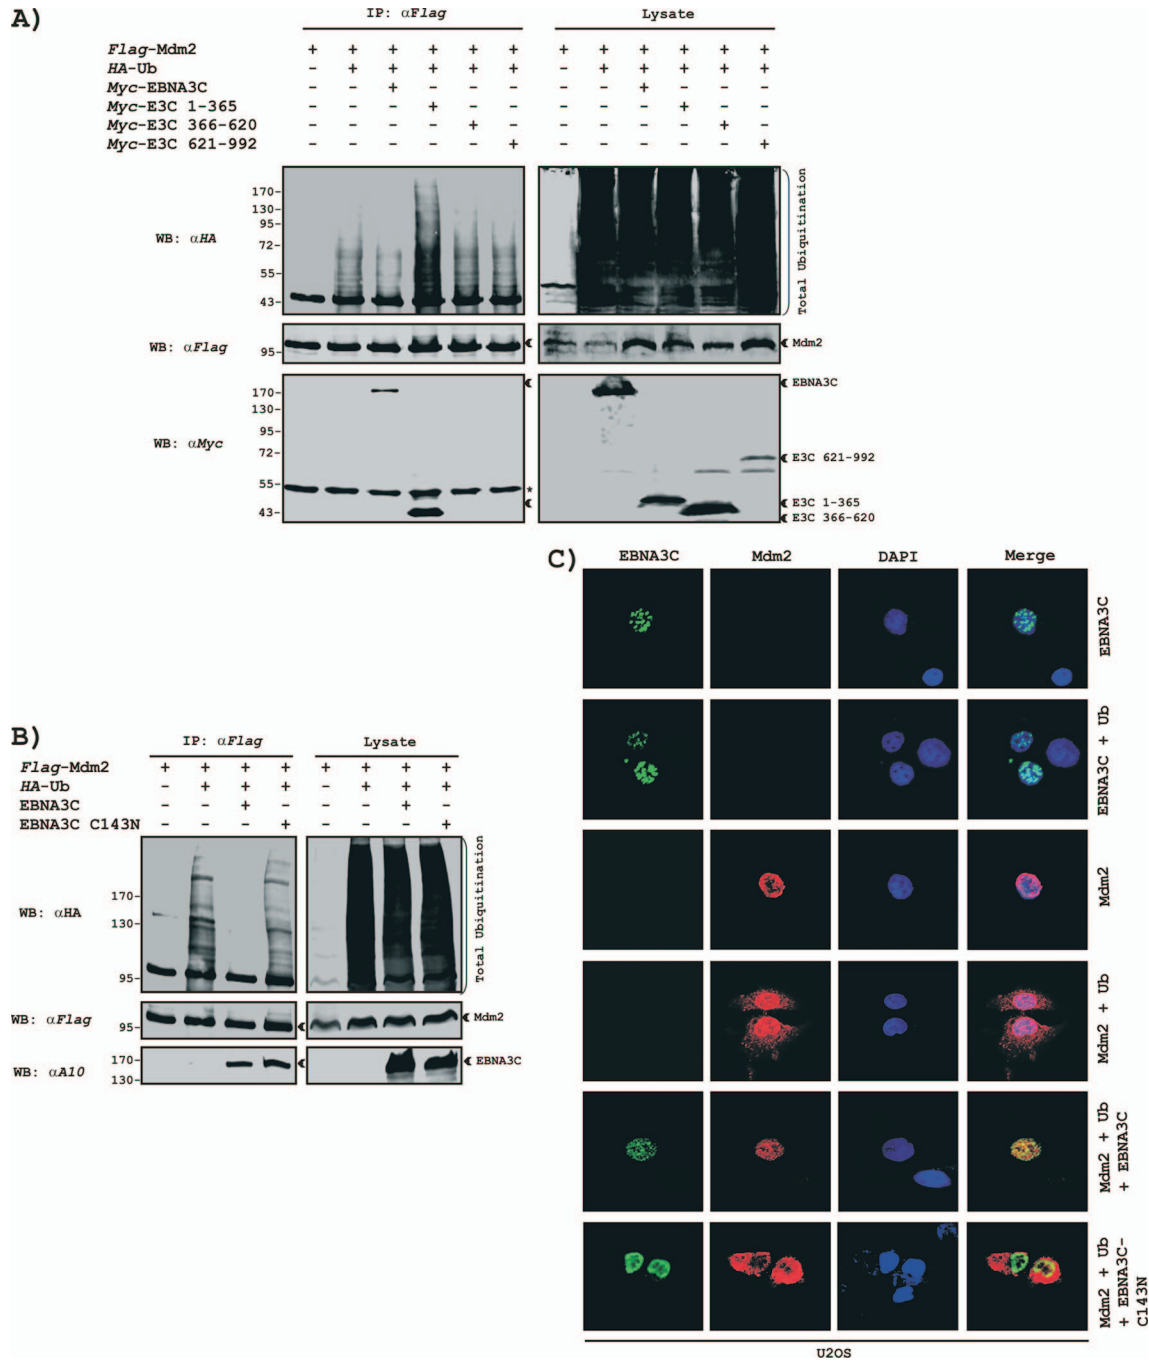 A)
IP: αFlag Lysate
Flag-Mdm2 + + + + + + + + + + + +
HA-Ub - + + + + + - + + + + +
Myc-EBNA3C - - + - - - - - + - - -
Myc-E3C 1-365 - - - + - - - - - + - -
Myc-E3C 366-620 - - - - + - - - - - + -
Myc-E3C 621-992 - - - - - + - - - - - +
WB: αHA
170-
130-
95-
72-
55-
43-
Total Ubiquitination
WB: αFlag
95-
Mdm2
WB: αMyc
170-
130-
95-
72-
55-
43-
*
EBNA3C
E3C 621-992
E3C 1-365
E3C 366-620
B)
IP: αFlag Lysate
Flag-Mdm2 + + + + + + + +
HA-Ub - + + + - + + +
EBNA3C - - + - - - + -
EBNA3C C143N - - - + - - - +
WB: αHA
170-
130-
95-
Total Ubiquitination
WB: αFlag
95-
Mdm2
WB: αA10
170-
130-
EBNA3C
C)
EBNA3C Mdm2 DAPI Merge
EBNA3C
EBNA3C + Ub
Mdm2
Mdm2 + Ub
Mdm2 + Ub
+ EBNA3C
Mdm2 + Ub
+ EBNA3C-
C143N
U2OS